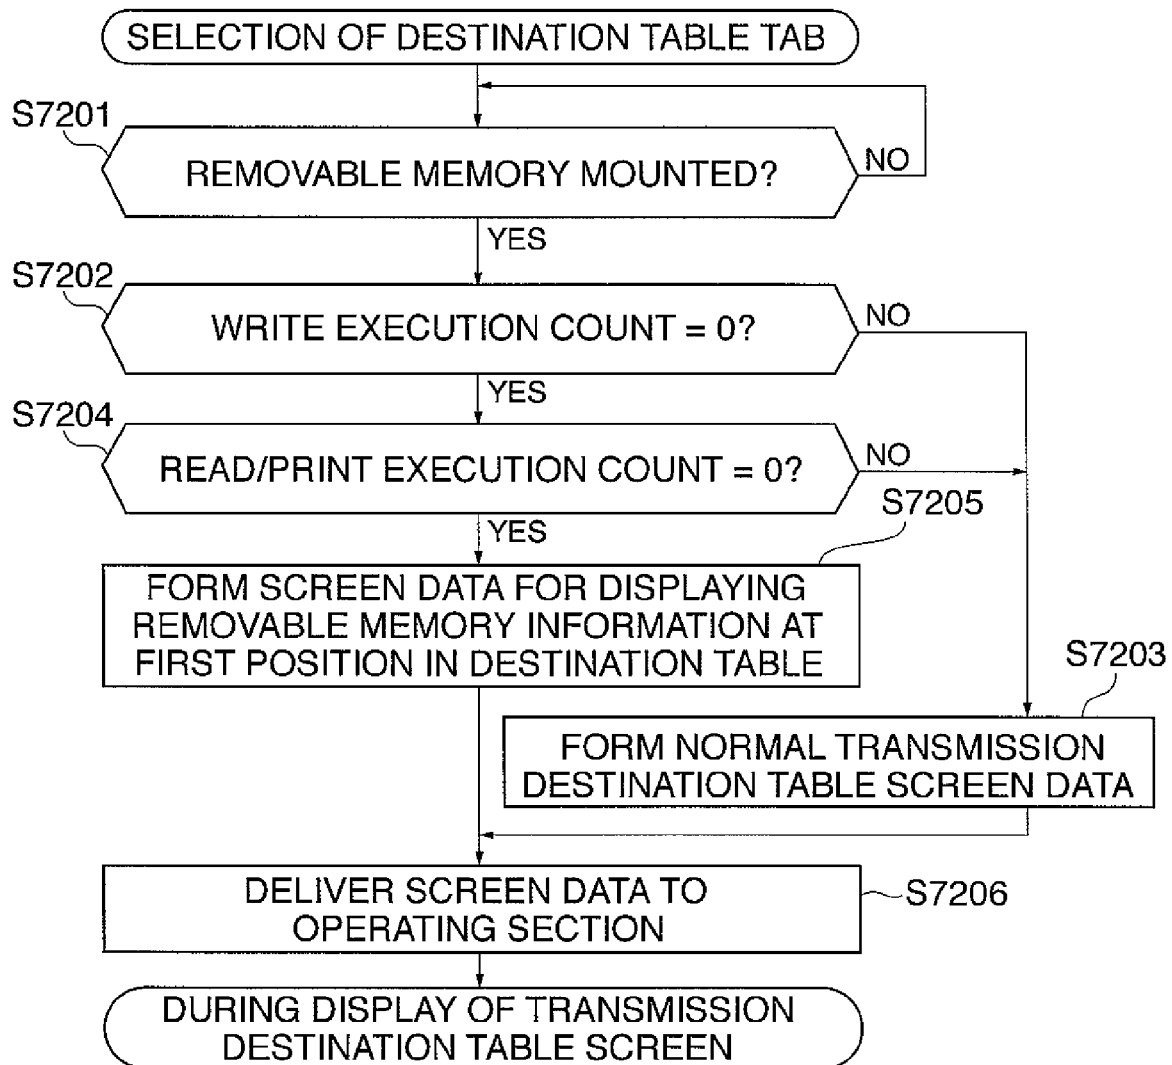 SELECTION OF DESTINATION TABLE TAB
S7201
REMOVABLE MEMORY MOUNTED?
NO
YES
S7202
WRITE EXECUTION COUNT = 0?
NO
YES
S7204
READ/PRINT EXECUTION COUNT = 0?
NO
YES
S7205
FORM SCREEN DATA FOR DISPLAYING
REMOVABLE MEMORY INFORMATION AT
FIRST POSITION IN DESTINATION TABLE
S7203
FORM NORMAL TRANSMISSION
DESTINATION TABLE SCREEN DATA
DELIVER SCREEN DATA TO
OPERATING SECTION
S7206
DURING DISPLAY OF TRANSMISSION
DESTINATION TABLE SCREEN